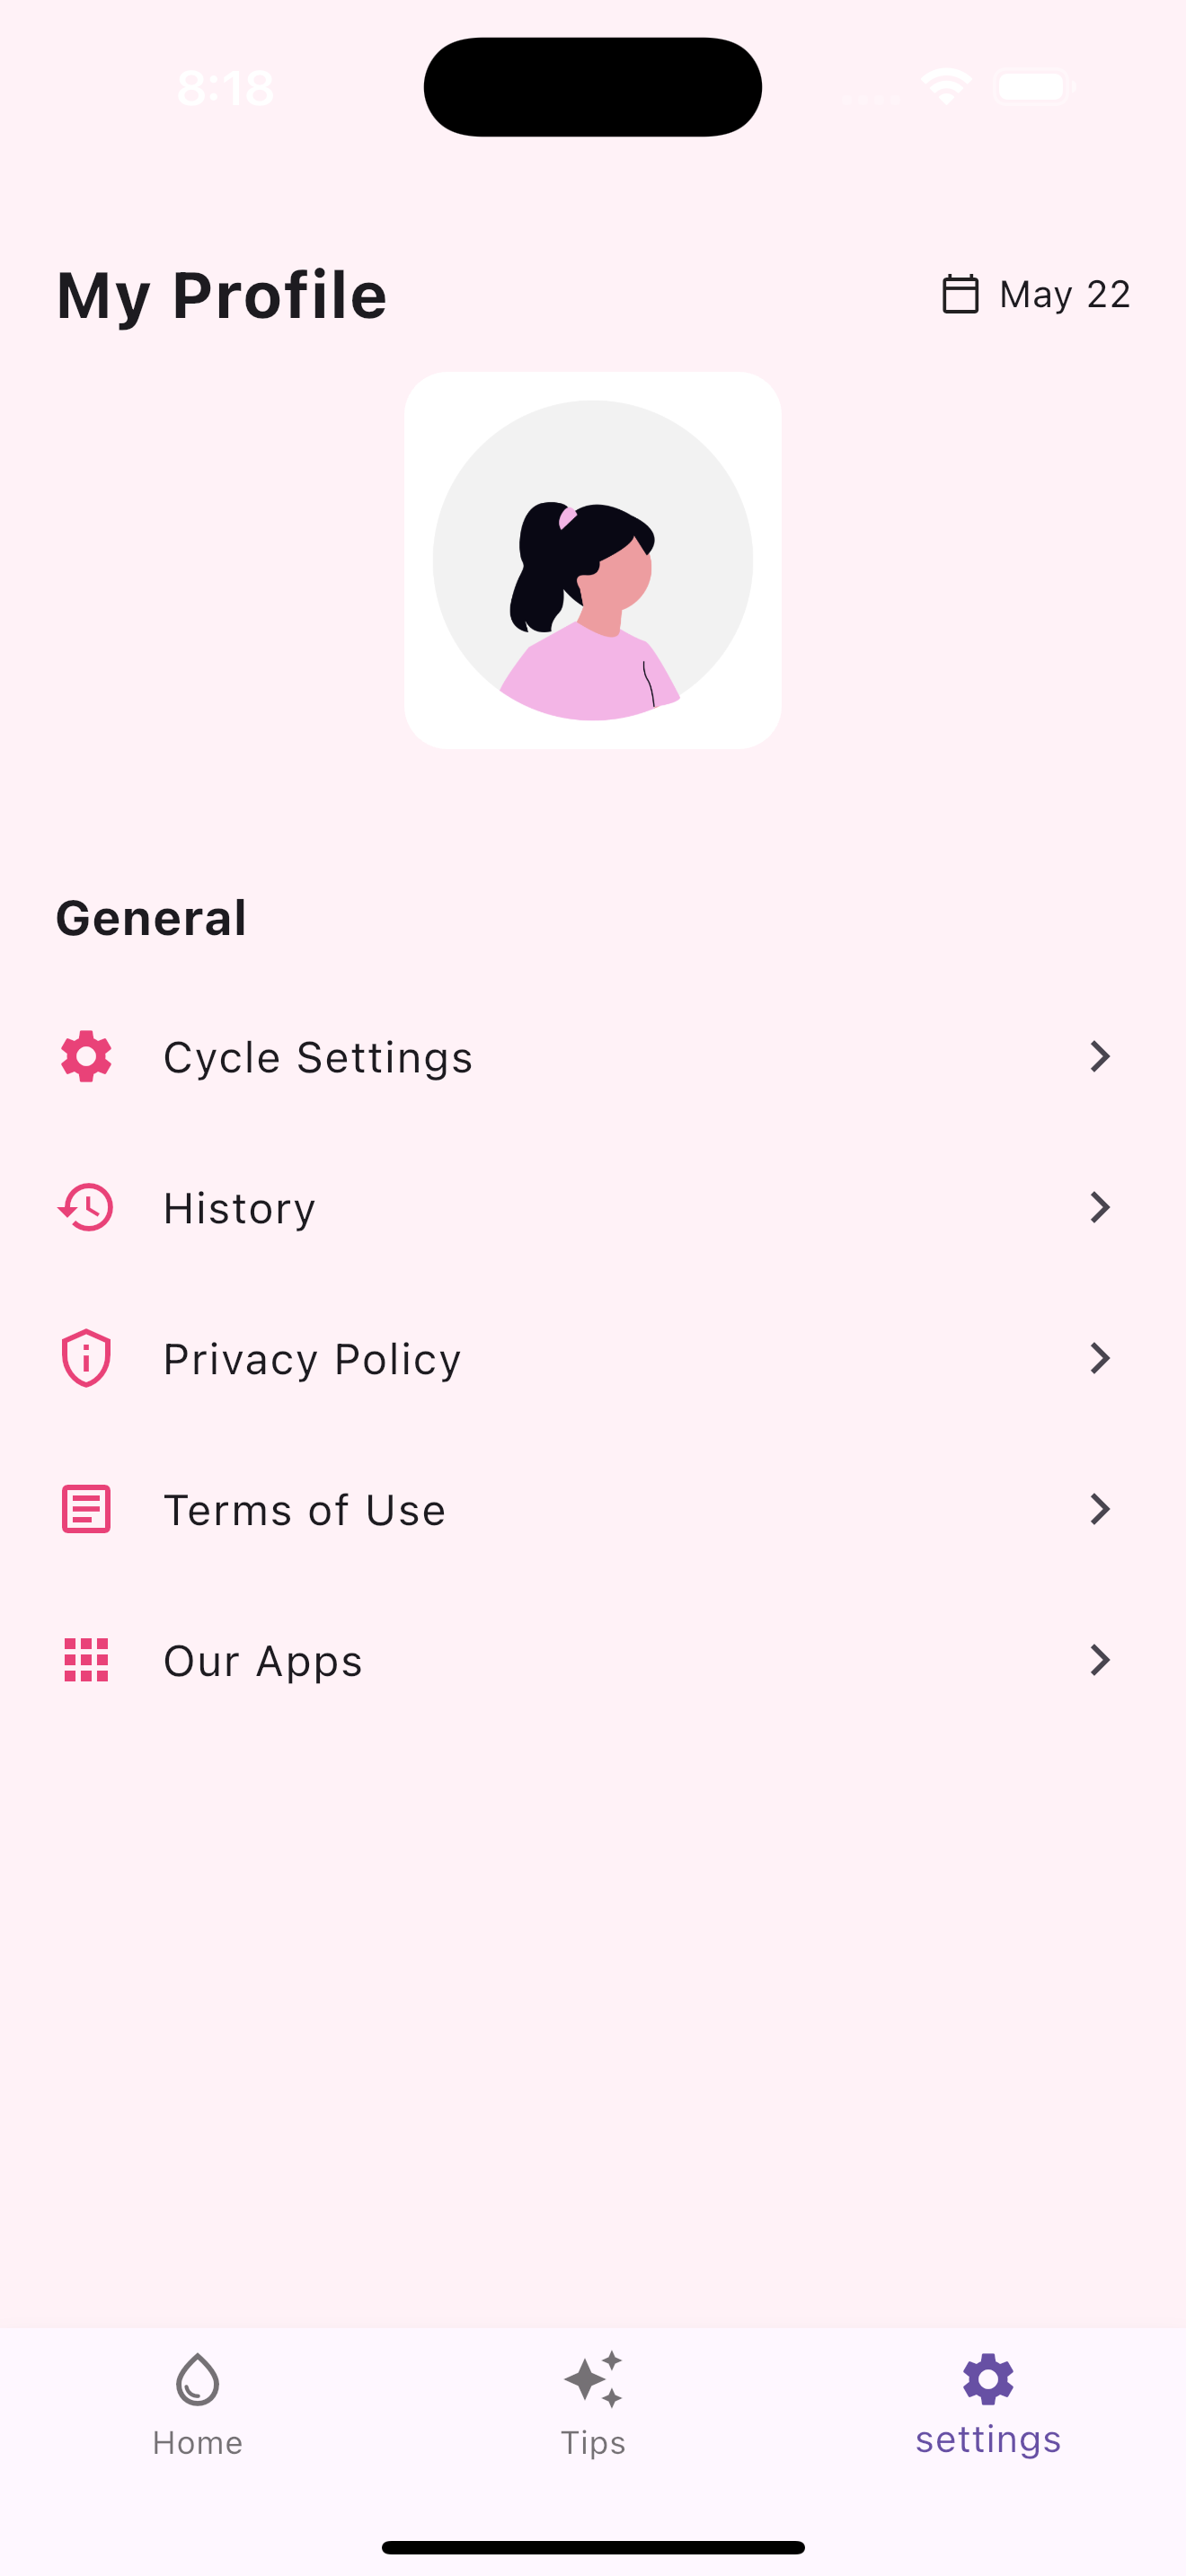 8:18
My Profile
May 22
General
Cycle Settings
History
Privacy Policy
Terms of Use
Our Apps
Home
Tips
settings